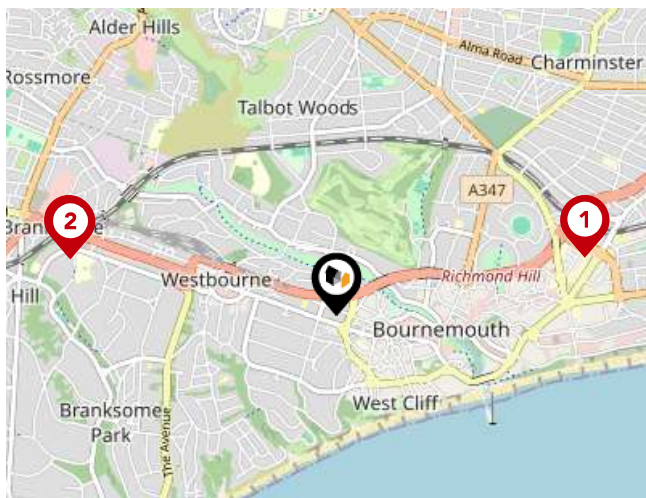 Alder Hills
Alma Road
Charminster
Rossmore
Talbot Woods
A347
2
1
Westbourne
Richmond Hill
Hill
Bournemouth
Branksome
Park
The Avenue
West Cliff